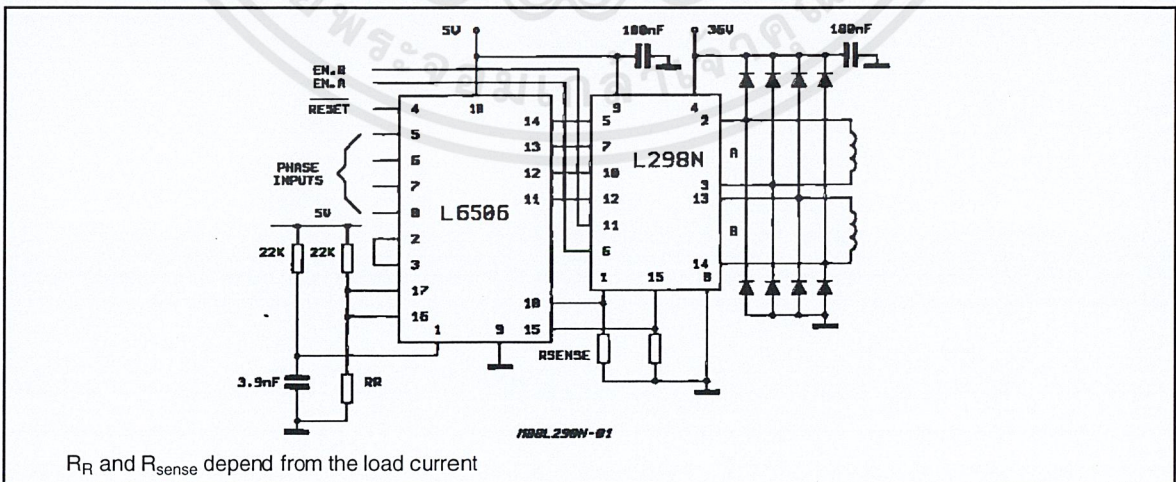 5V
100nF
36V
100nF
EN.B
EN.A
RESET
4
10
9
4
5
14
5
2
6
13
7
L298N
A
PHASE
INPUTS
7
12
10
3
8
L6506
11
12
13
5V
11
B
22K
22K
2
6
3
14
17
1
15
8
16
10
1
9
15
RSENSE
3.9nF
RR
M88L298N-01
RR and Rsense depend from the load current